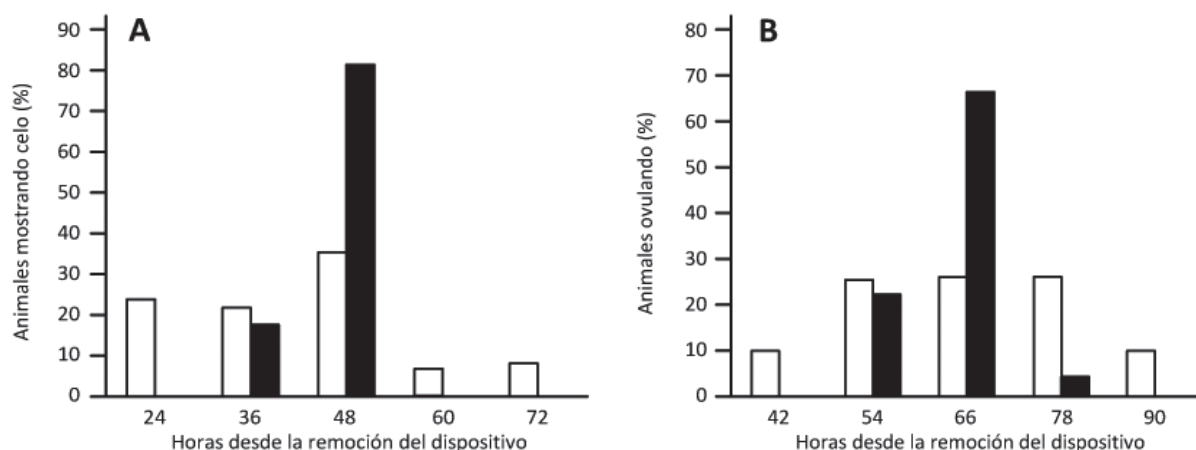 A
Animales mostrando celo (%)
90
80
70
60
50
40
30
20
10
0
24 36 48 60 72
Horas desde la remoción del dispositivo
B
Animales ovulando (%)
80
70
60
50
40
30
20
10
0
42 54 66 78 90
Horas desde la remoción del dispositivo